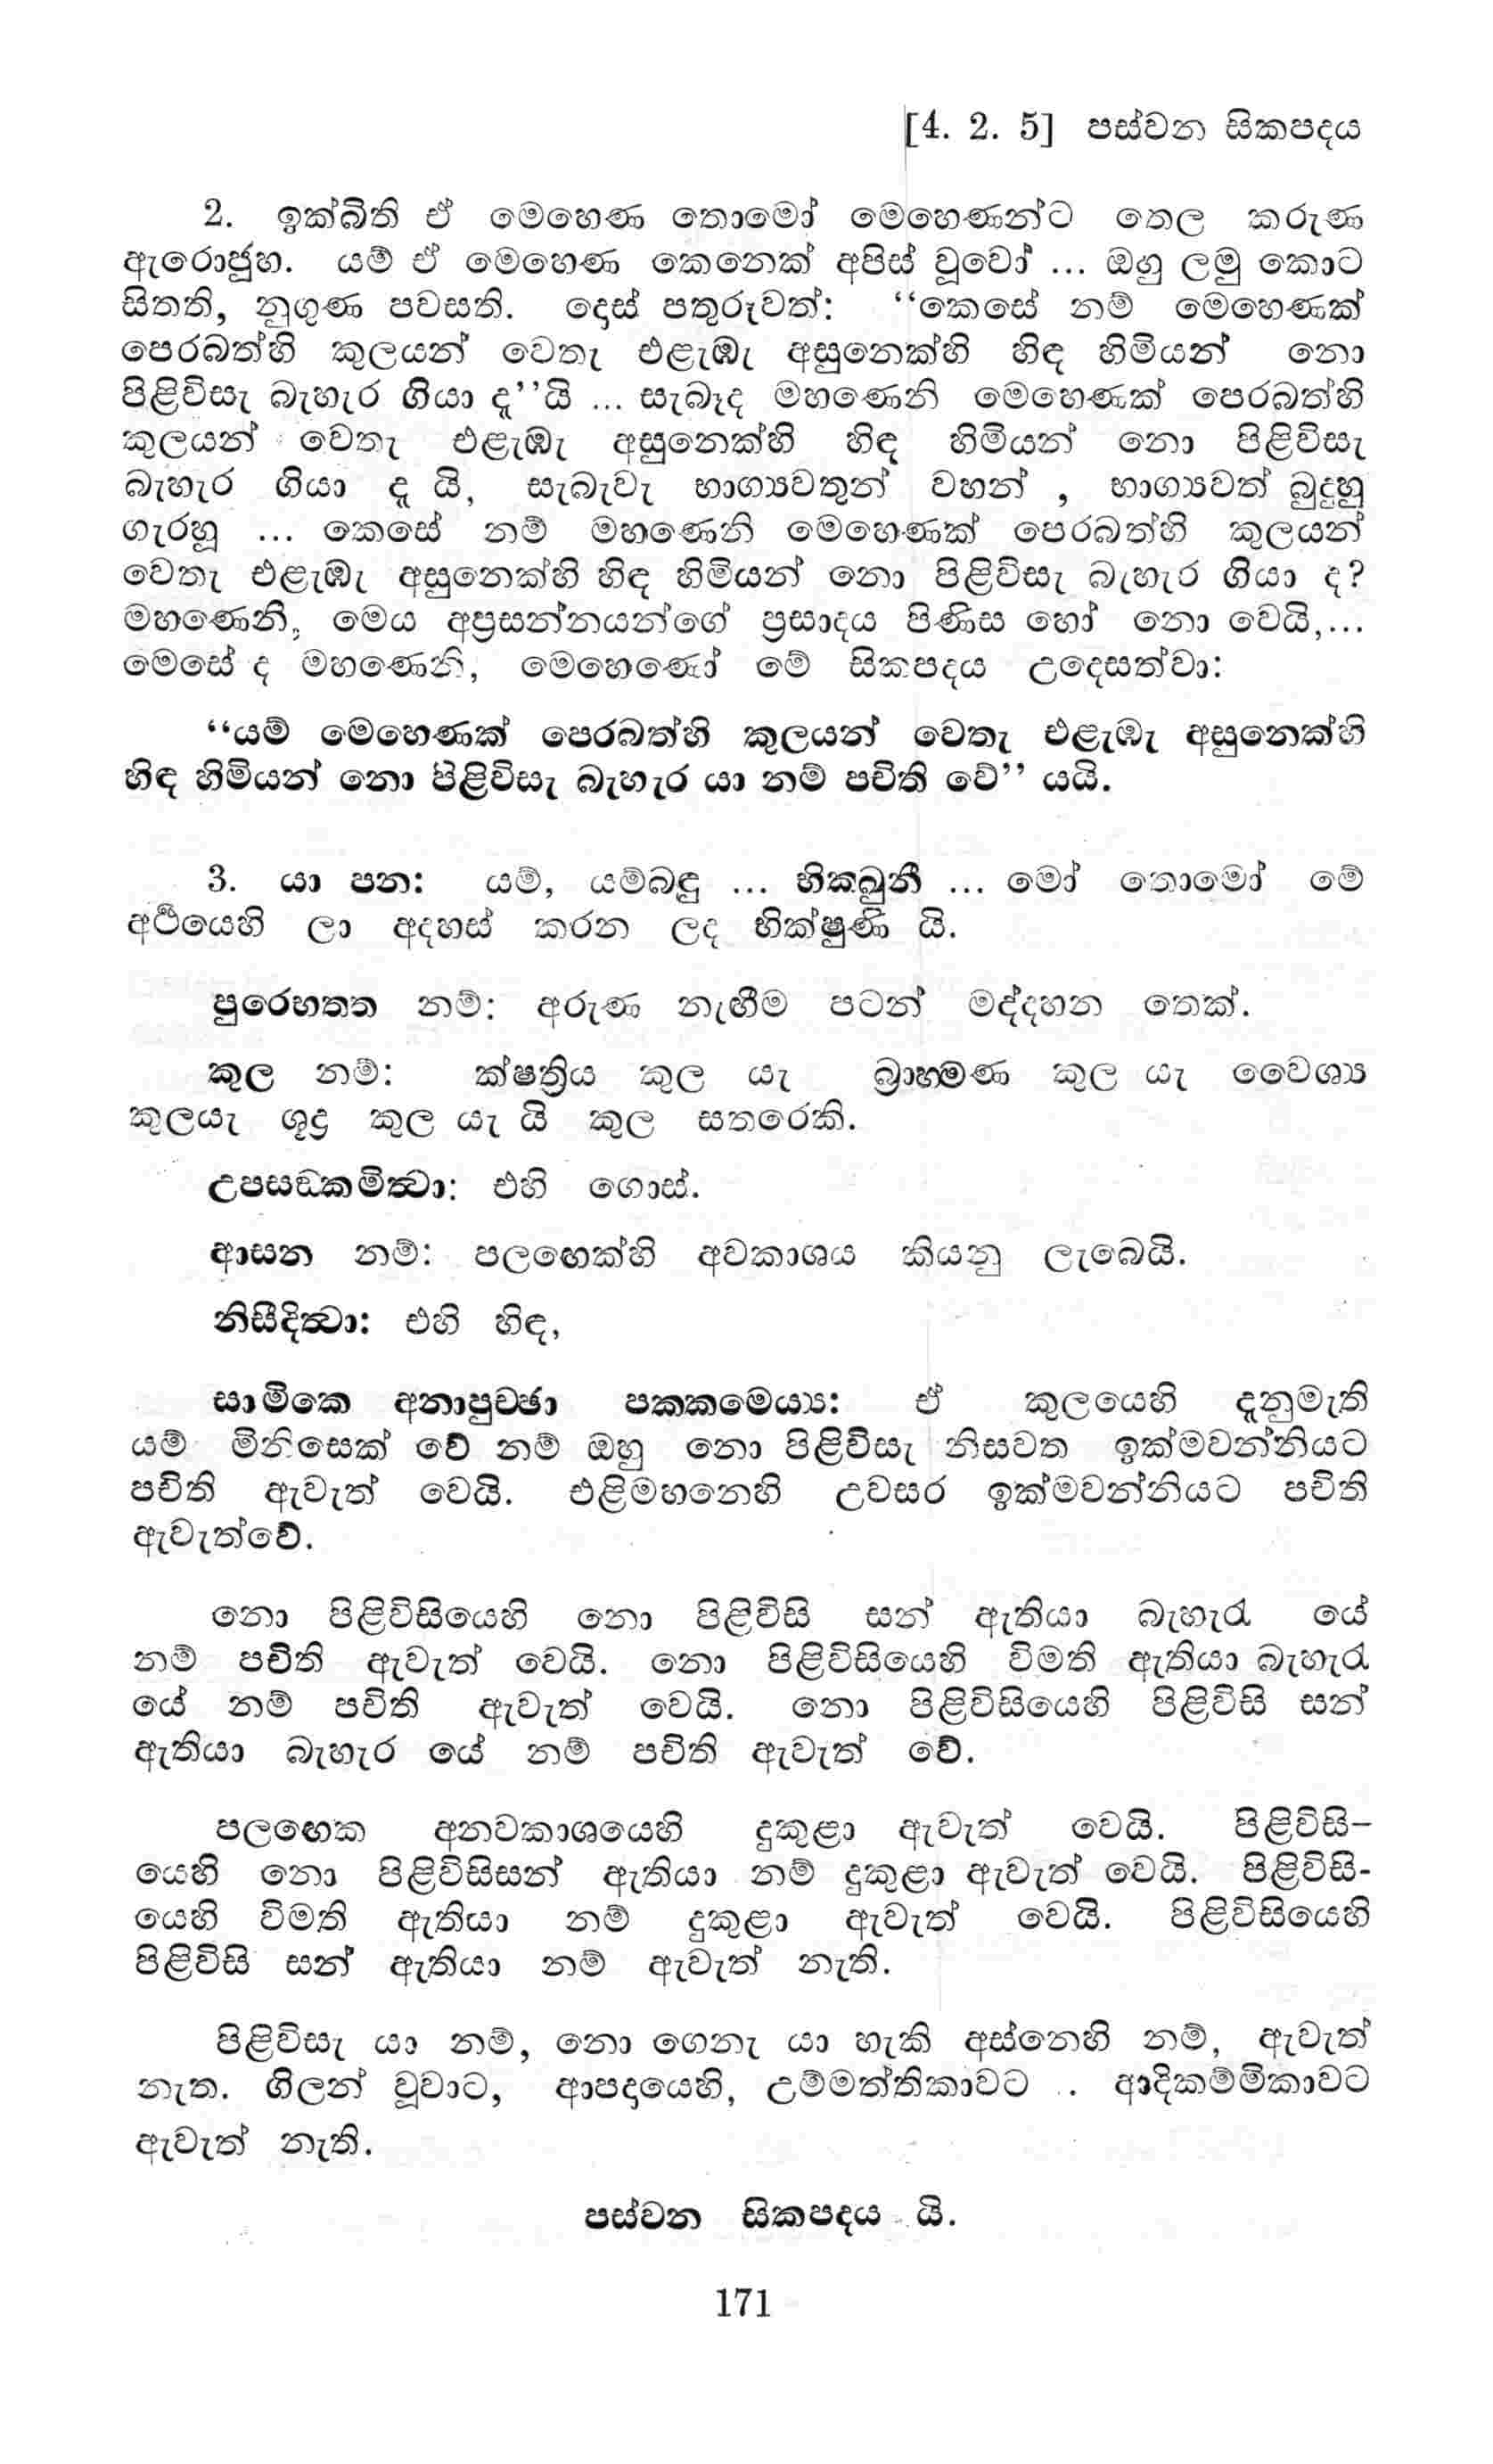 [4. 2. 5] පස්වන සිකපදය
2. ඉක්බිති ඒ මෙහෙණ තොමෝ මෙහෙණන්ට තෙල කරුණ
ඇරොජූහ. යම් ඒ මෙහෙණ කෙනෙක් අපිස් වූවෝ ... ඔහු ලමු කොට
සිතති, නුගුණ පවසති. දොස් පතුරුවත්: “කෙසේ නම් මෙහෙණක්
පෙරබත්හි කුලයන් වෙතැ එළැඹැ අසුනෙක්හි හිඳ හිමියන් නො
පිළිවිසැ බැහැර ගියා දූ”යි ... සැබෑද මහණෙනි මෙහෙණක් පෙරබත්හි
කුලයන් වෙතැ එළැඹැ අසුනෙක්හි හිඳ හිමියන් නො පිළිවිසැ
බැහැර ගියා දූ යි, සැබැවැ භාග්‍යවතුන් වහන් , භාග්‍යවත් බුදුහු
ගැරහූ ... කෙසේ නම් මහණෙනි මෙහෙණක් පෙරබත්හි කුලයන්
වෙතැ එළැඹැ අසුනෙක්හි හිඳ හිමියන් නො පිළිවිසැ බැහැර ගියා ද?
මහණෙනි, මෙය අප්‍රසන්නයන්ගේ ප්‍රසාදය පිණිස හෝ නො වෙයි,...
මෙසේ ද මහණෙනි, මෙහෙණෝ මේ සිකපදය උදෙසත්වා:
“යම් මෙහෙණක් පෙරබත්හි කුලයන් වෙතැ එළැඹැ අසුනෙක්හි
හිඳ හිමියන් නො පිළිවිසැ බැහැර යා නම් පචිති වේ” යයි.
3. යා පන: යම්, යම්බඳු ... භික්‍ඛුනී ... මෝ තොමෝ මේ
අර්‍ථයෙහි ලා අදහස් කරන ලද භික්ෂුණි යි.
පුරෙභත්‍ත නම්: අරුණ නැඟීම පටන් මද්දහන තෙක්.
කුල නම්: ක්ෂත්‍රිය කුල යැ බ්‍රාහ්‍මණ කුල යැ වෛශ්‍ය
කුලයැ ශුද්‍ර කුල යැ යි කුල සතරෙකි.
උපසඞ්කමිත්‍වා: එහි ගොස්.
ආසන නම්: පලඟෙක්හි අවකාශය කියනු ලැබෙයි.
නිසීදිත්‍වා: එහි හිඳ,
සාමිකෙ අනාපුච්ඡා පක්කමෙය්‍ය: ඒ කුලයෙහි දැනුමැති
යම් මිනිසෙක් වේ නම් ඔහු නො පිළිවිසැ නිසවත ඉක්මවන්නියට
පචිති ඇවැත් වෙයි. එළිමහනෙහි උවසර ඉක්මවන්නියට පචිති
ඇවැත්වේ.
නො පිළිවිසියෙහි නො පිළිවිසි සන් ඇතියා බැහැරැ යේ
නම් පචිති ඇවැත් වෙයි. නො පිළිවිසියෙහි විමති ඇතියා බැහැරැ
යේ නම් පචිති ඇවැත් වෙයි. නො පිළිවිසියෙහි පිළිවිසි සන්
ඇතියා බැහැර යේ නම් පචිති ඇවැත් වේ.
පලඟෙක අනවකාශයෙහි දුකුළා ඇවැත් වෙයි. පිළිවිසි-
යෙහි නො පිළිවිසිසන් ඇතියා නම් දුකුළා ඇවැත් වෙයි. පිළිවිසි-
යෙහි විමති ඇතියා නම් දුකුළා ඇවැත් වෙයි. පිළිවිසියෙහි
පිළිවිසි සන් ඇතියා නම් ඇවැත් නැති.
පිළිවිසැ යා නම්, නො ගෙනැ යා හැකි අස්නෙහි නම්, ඇවැත්
නැත. ගිලන් වූවාට, ආපදායෙහි, උම්මත්තිකාවට .. ආදිකම්මිකාවට
ඇවැත් නැති.
පස්වන සිකපදය යි.
171